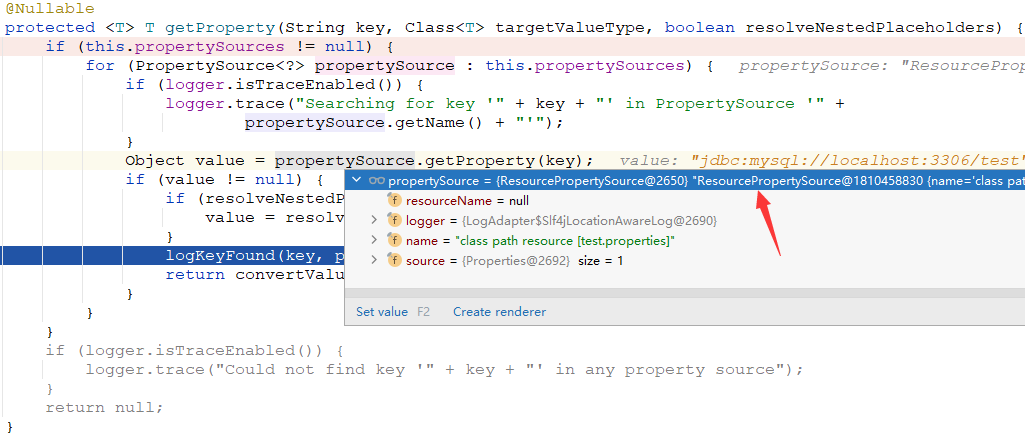 @Nullable
protected <T> T getProperty(String key, Class<T> targetValueType, boolean resolveNestedPlaceholders) {
if (this.propertySources != null) {
for (PropertySource<?> propertySource : this.propertySources) { propertySource: "ResourceProp
if (logger.isTraceEnabled()) {
logger.trace("Searching for key '" + key + "' in PropertySource '" +
propertySource.getName() + "'");
}
Object value = propertySource.getProperty(key); value: "jdbc:mysql://localhost:3306/test"
if (value != null) {
propertySource = {ResourcePropertySource@2650} "ResourcePropertySource@1810458830 {name='class path
if (resolveNestedP
resourceName = null
value = resolv
logger = {LogAdapter$Slf4jLocationAwareLog@2690}
}
name = "class path resource [test.properties]"
logKeyFound(key, p
source = {Properties@2692} size = 1
return convertValu
}
Set value F2 Create renderer
}
}
if (logger.isTraceEnabled()) {
logger.trace("Could not find key '" + key + "' in any property source");
}
return null;
}